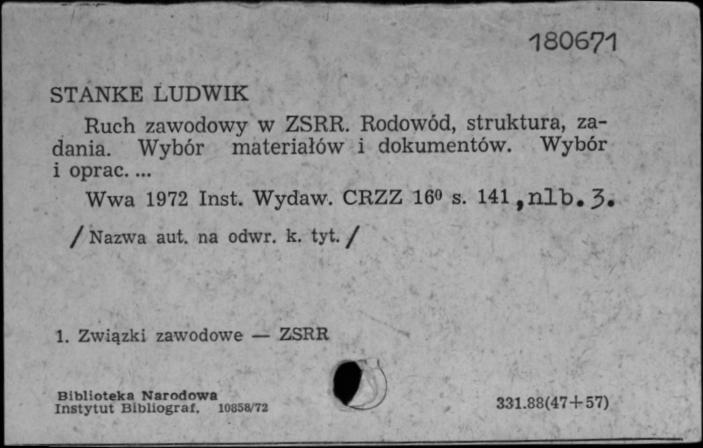 180671
STANKE LUDWIK
Ruch zawodowy w ZSRR. Rodowód, struktura, za-
dania. Wybór materiałów i dokumentów. Wybór
i oprac. ...
Wwa 1972 Inst. Wydaw. CRZZ 16⁰ s. 141, nlb. 3.
/ Nazwa aut. na odwr. k. tyt. /
1. Związki zawodowe — ZSRR
Biblioteka Narodowa
Instytut Bibliograf. 10858/72
331.88(47+57)